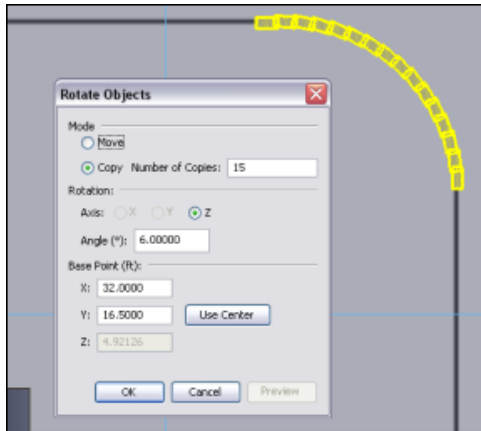 Rotate Objects
Mode
Move
Copy Number of Copies: 15
Rotation:
Axis: X Y Z
Angle (°): 6.00000
Base Point (ft):
X: 32.0000
Y: 16.5000 Use Center
Z: 4.92126
OK Cancel Preview